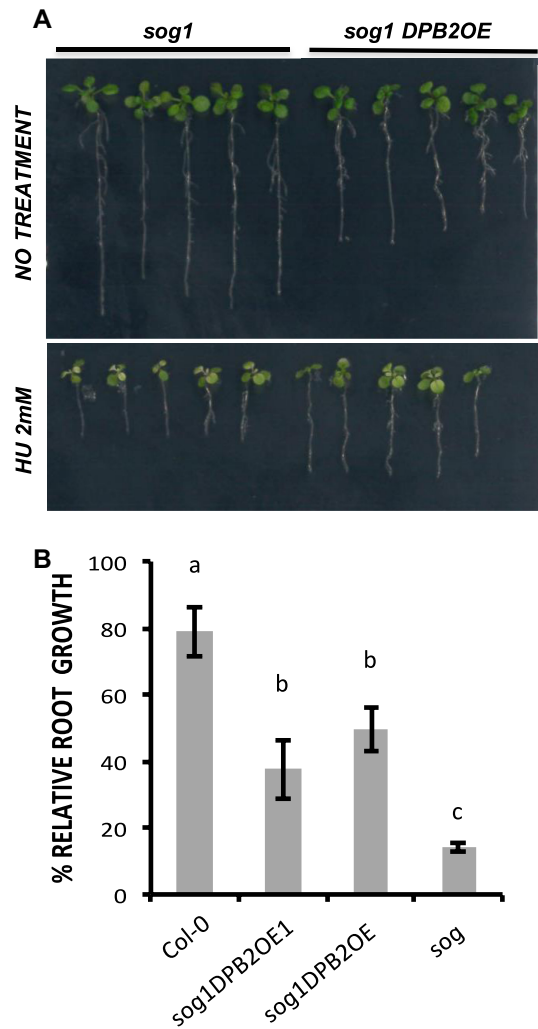 A
sog1
sog1 DPB2OE
NO TREATMENT
HU 2mM
B
% RELATIVE ROOT GROWTH
100
80
60
40
20
0
a
b
b
c
Col-0
sog1DPB2OE1
sog1DPB2OE
sog